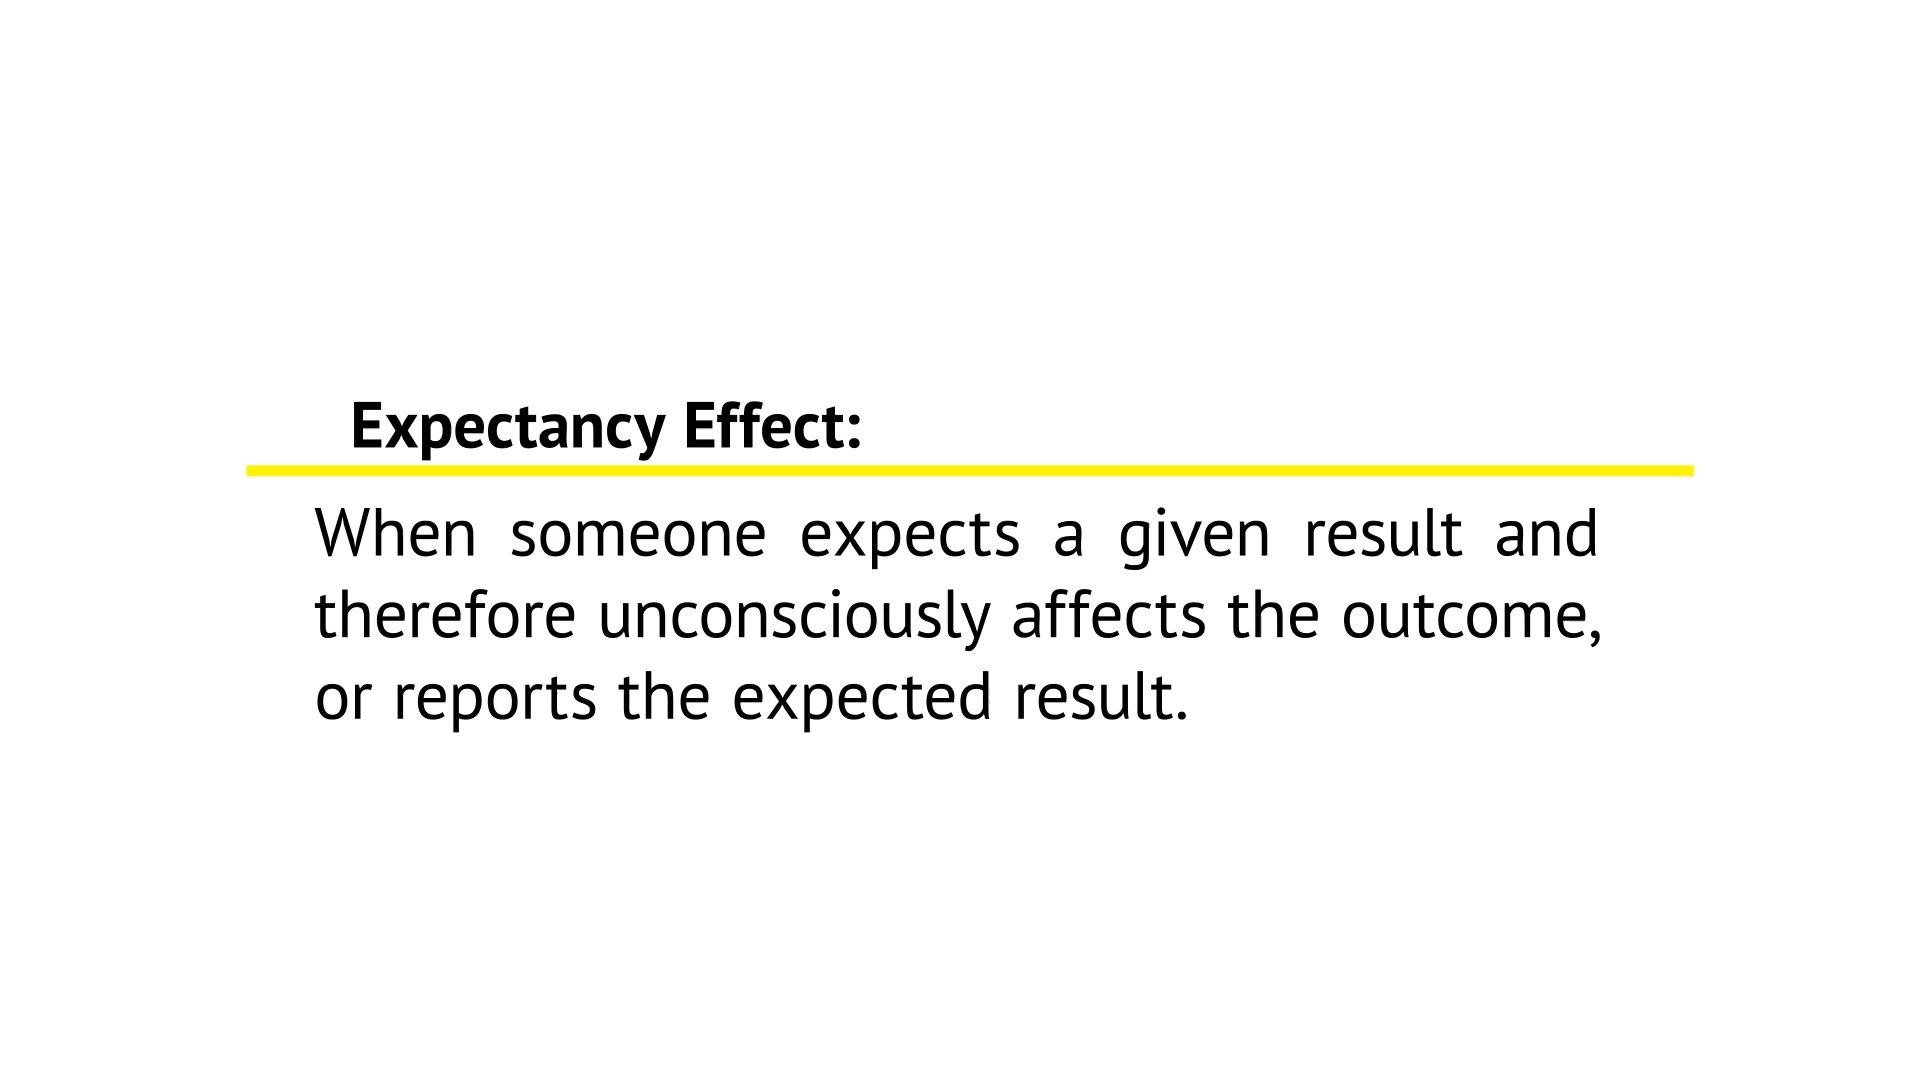 Expectancy Effect:
When someone expects a given result and
therefore unconsciously affects the outcome,
or reports the expected result.